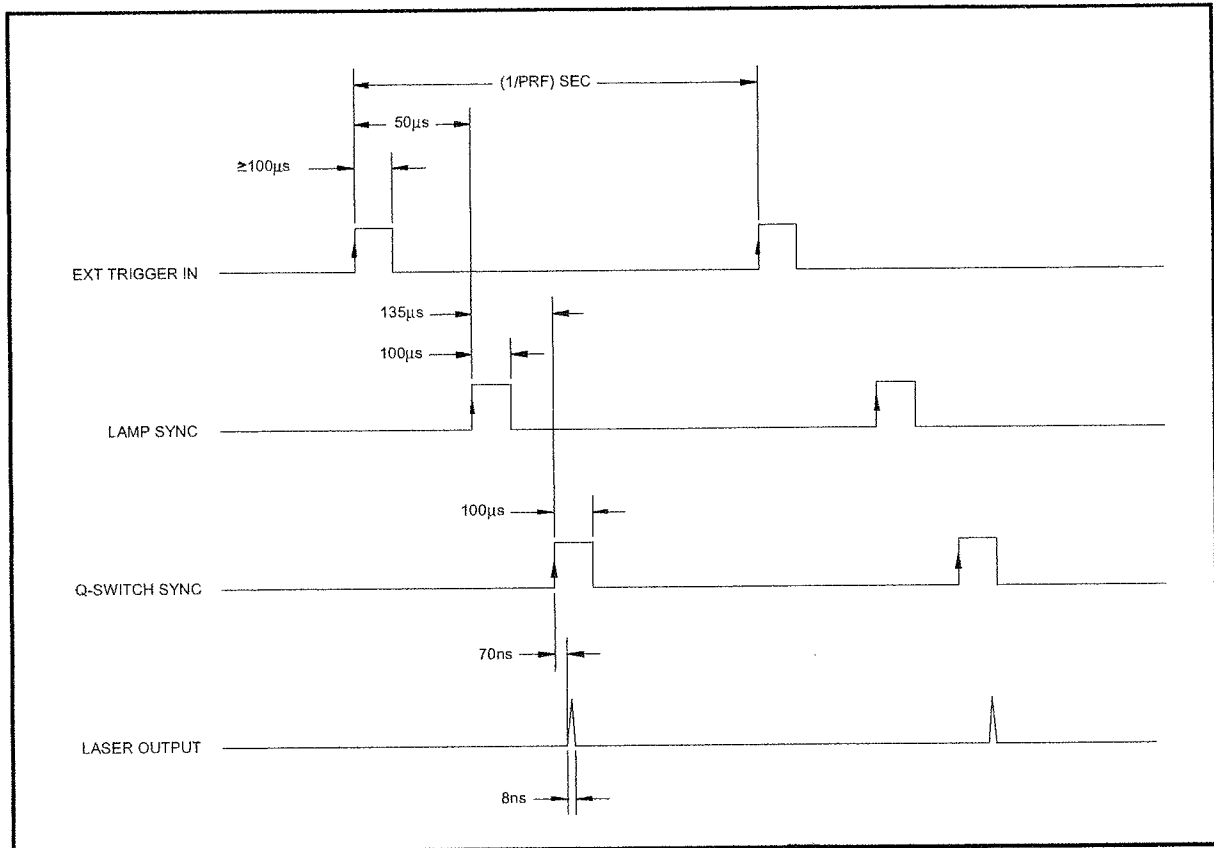 (1/PRF) SEC
50µs
≥100µs
EXT TRIGGER IN
135µs
100µs
LAMP SYNC
100µs
Q-SWITCH SYNC
70ns
LASER OUTPUT
8ns